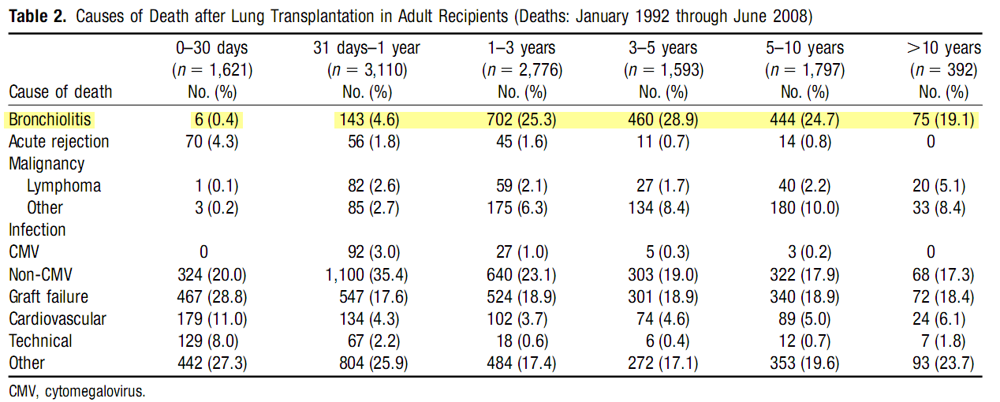 Table 2. Causes of Death after Lung Transplantation in Adult Recipients (Deaths: January 1992 through June 2008)
0–30 days 31 days–1 year 1–3 years 3–5 years 5–10 years >10 years
(n = 1,621) (n = 3,110) (n = 2,776) (n = 1,593) (n = 1,797) (n = 392)
Cause of death No. (%) No. (%) No. (%) No. (%) No. (%) No. (%)
Bronchiolitis 6 (0.4) 143 (4.6) 702 (25.3) 460 (28.9) 444 (24.7) 75 (19.1)
Acute rejection 70 (4.3) 56 (1.8) 45 (1.6) 11 (0.7) 14 (0.8) 0
Malignancy
Lymphoma 1 (0.1) 82 (2.6) 59 (2.1) 27 (1.7) 40 (2.2) 20 (5.1)
Other 3 (0.2) 85 (2.7) 175 (6.3) 134 (8.4) 180 (10.0) 33 (8.4)
Infection
CMV 0 92 (3.0) 27 (1.0) 5 (0.3) 3 (0.2) 0
Non-CMV 324 (20.0) 1,100 (35.4) 640 (23.1) 303 (19.0) 322 (17.9) 68 (17.3)
Graft failure 467 (28.8) 547 (17.6) 524 (18.9) 301 (18.9) 340 (18.9) 72 (18.4)
Cardiovascular 179 (11.0) 134 (4.3) 102 (3.7) 74 (4.6) 89 (5.0) 24 (6.1)
Technical 129 (8.0) 67 (2.2) 18 (0.6) 6 (0.4) 12 (0.7) 7 (1.8)
Other 442 (27.3) 804 (25.9) 484 (17.4) 272 (17.1) 353 (19.6) 93 (23.7)
CMV, cytomegalovirus.